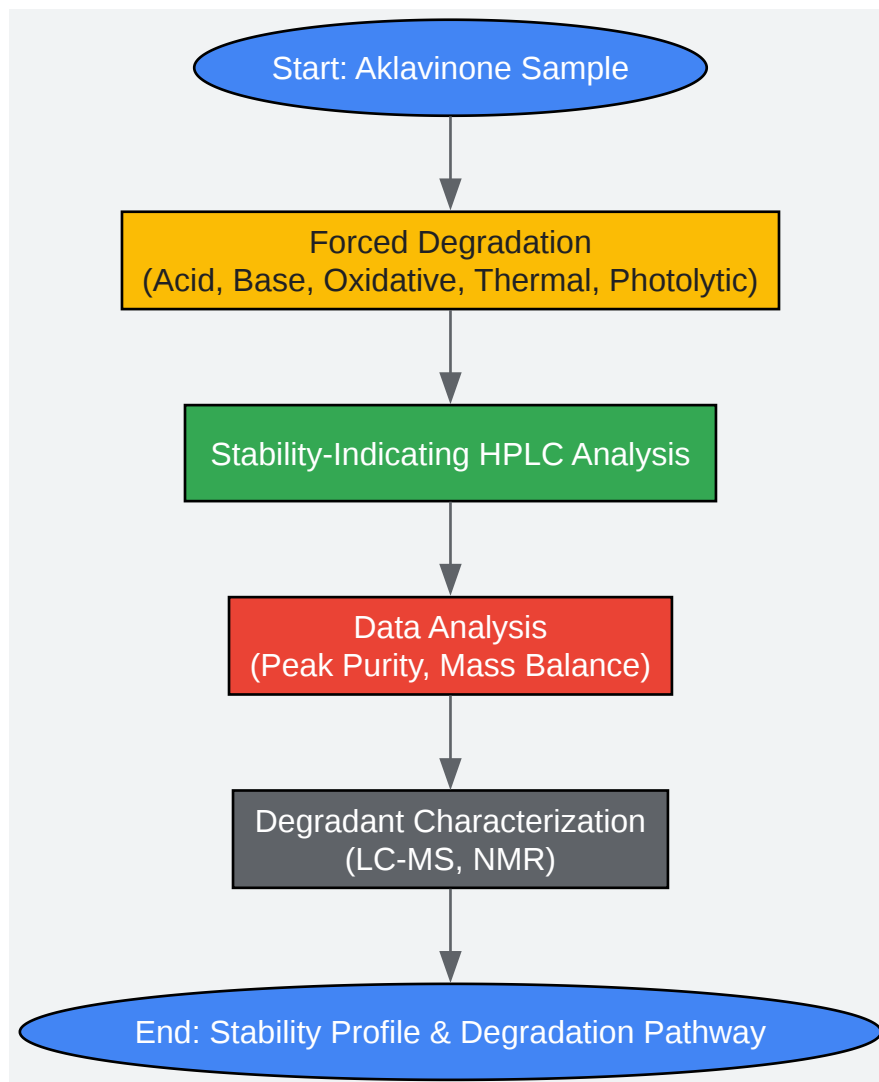 Start: Aklavinone Sample
Forced Degradation
(Acid, Base, Oxidative, Thermal, Photolytic)
Stability-Indicating HPLC Analysis
Data Analysis
(Peak Purity, Mass Balance)
Degradant Characterization
(LC-MS, NMR)
End: Stability Profile & Degradation Pathway